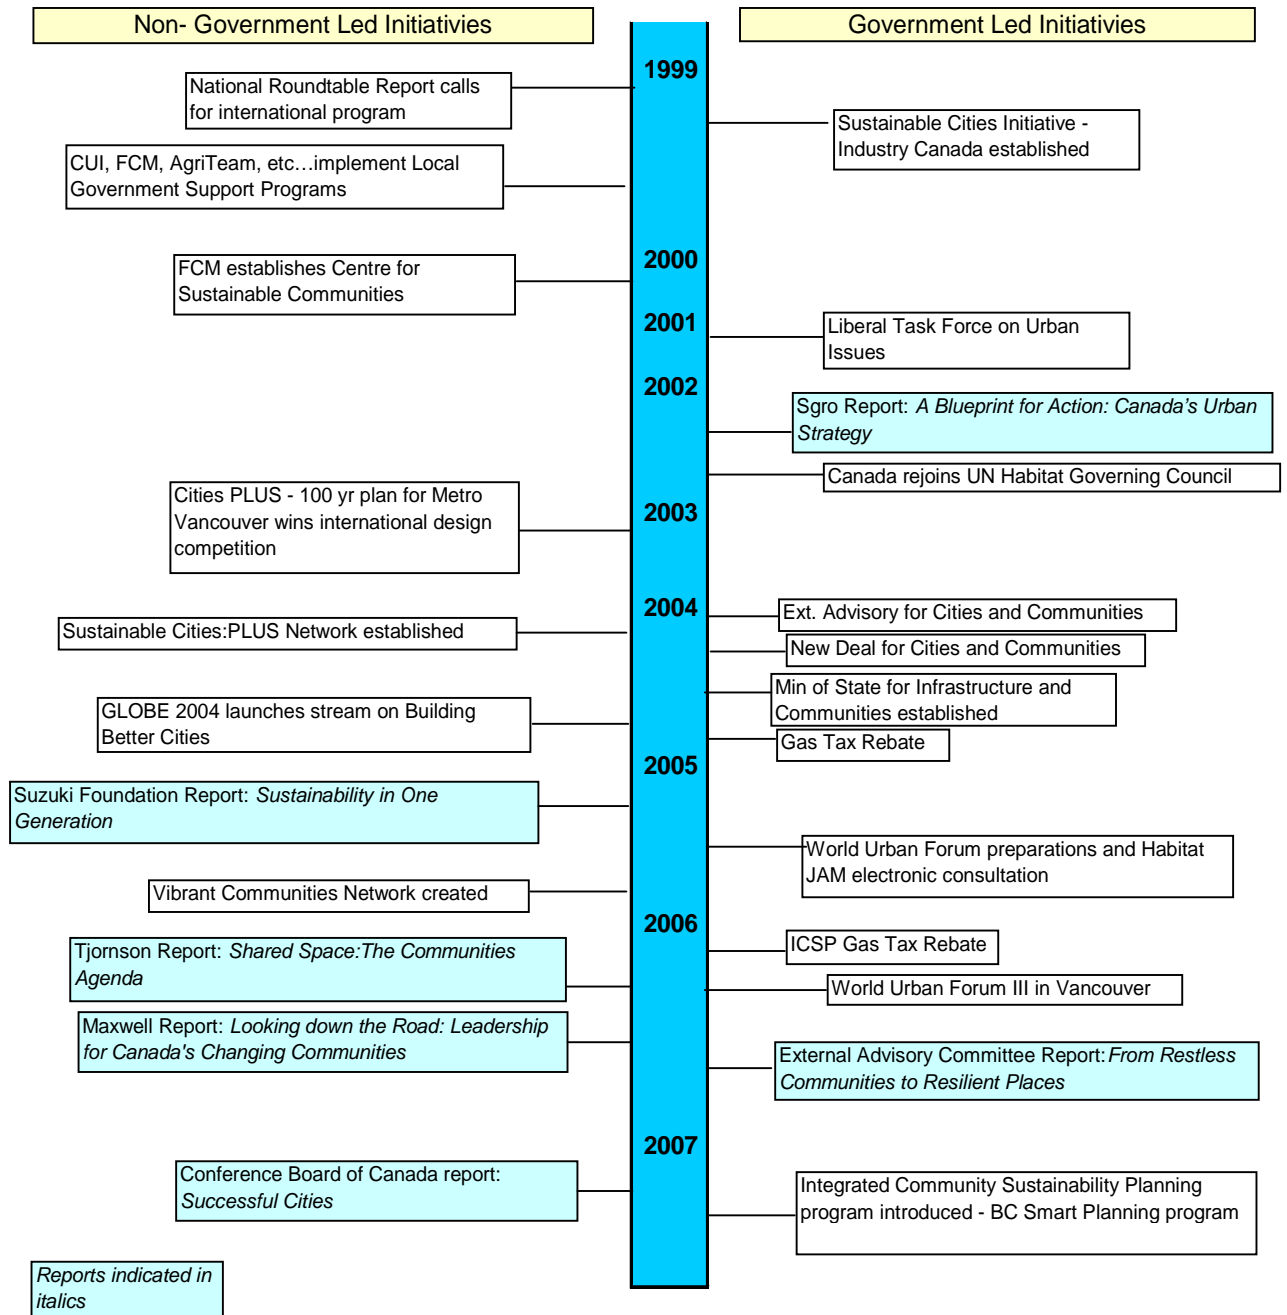 Non- Government Led Initiativies
Government Led Initiativies
1999
National Roundtable Report calls
for international program
Sustainable Cities Initiative -
Industry Canada established
CUI, FCM, AgriTeam, etc…implement Local
Government Support Programs
2000
FCM establishes Centre for
Sustainable Communities
2001
Liberal Task Force on Urban
Issues
2002
Sgro Report: A Blueprint for Action: Canada's Urban
Strategy
Canada rejoins UN Habitat Governing Council
Cities PLUS - 100 yr plan for Metro
Vancouver wins international design
competition
2003
2004
Ext. Advisory for Cities and Communities
Sustainable Cities:PLUS Network established
New Deal for Cities and Communities
Min of State for Infrastructure and
Communities established
GLOBE 2004 launches stream on Building
Better Cities
Gas Tax Rebate
2005
Suzuki Foundation Report: Sustainability in One
Generation
World Urban Forum preparations and Habitat
JAM electronic consultation
Vibrant Communities Network created
2006
ICSP Gas Tax Rebate
Tjornson Report: Shared Space:The Communities
Agenda
World Urban Forum III in Vancouver
Maxwell Report: Looking down the Road: Leadership
for Canada's Changing Communities
External Advisory Committee Report:From Restless
Communities to Resilient Places
2007
Conference Board of Canada report:
Successful Cities
Integrated Community Sustainability Planning
program introduced - BC Smart Planning program
Reports indicated in
italics